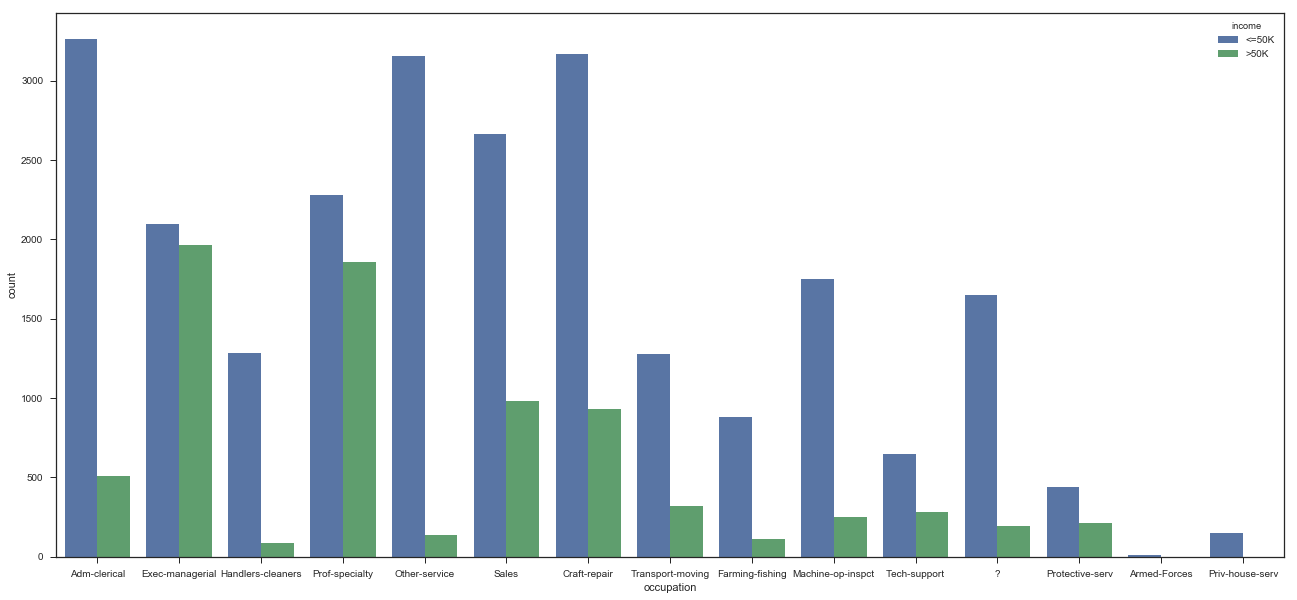 income
<=50K
>50K
3000
2500
2000
1500
1000
500
0
count
Adm-clerical Exec-managerial Handlers-cleaners Prof-specialty Other-service Sales Craft-repair Transport-moving Farming-fishing Machine-op-inspct Tech-support ? Protective-serv Armed-Forces Priv-house-serv
occupation